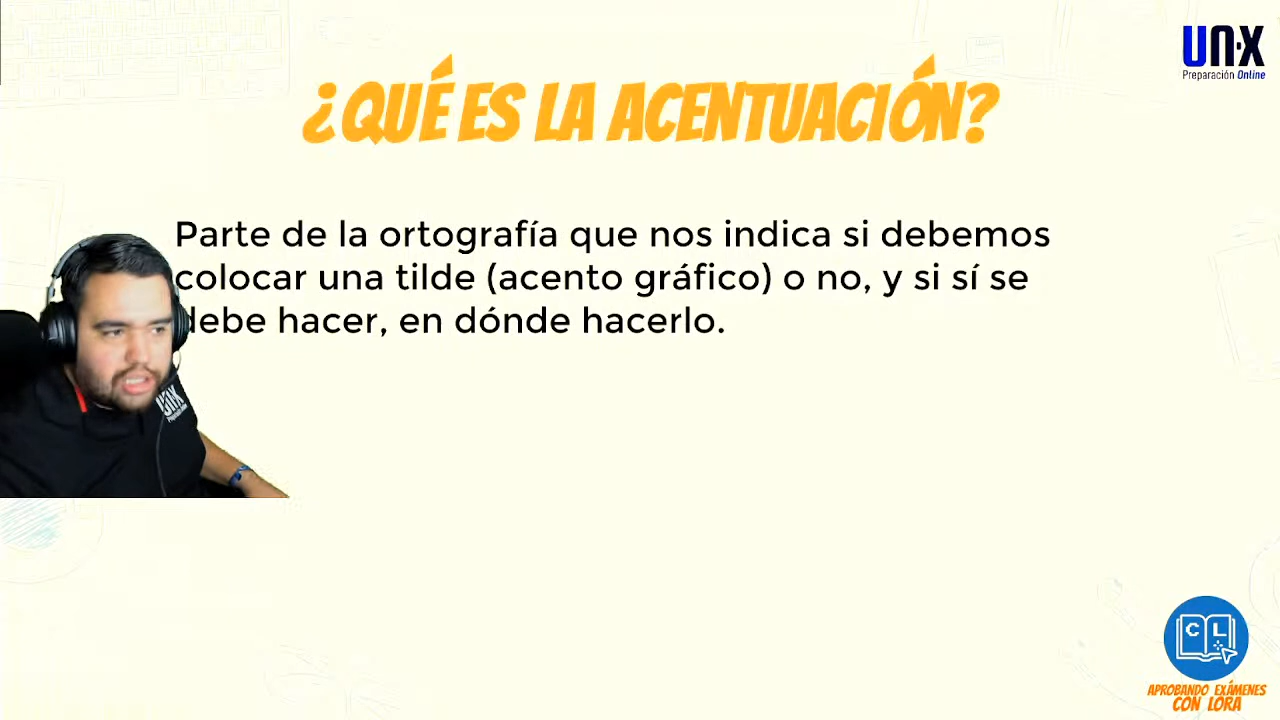 UN-X
Preparación Online
¿QUÉ ES LA ACENTUACIÓN?
Parte de la ortografía que nos indica si debemos
colocar una tilde (acento gráfico) o no, y si sí se
debe hacer, en dónde hacerlo.
UN-X
C L
APROBANDO EXÁMENES
CON LORA